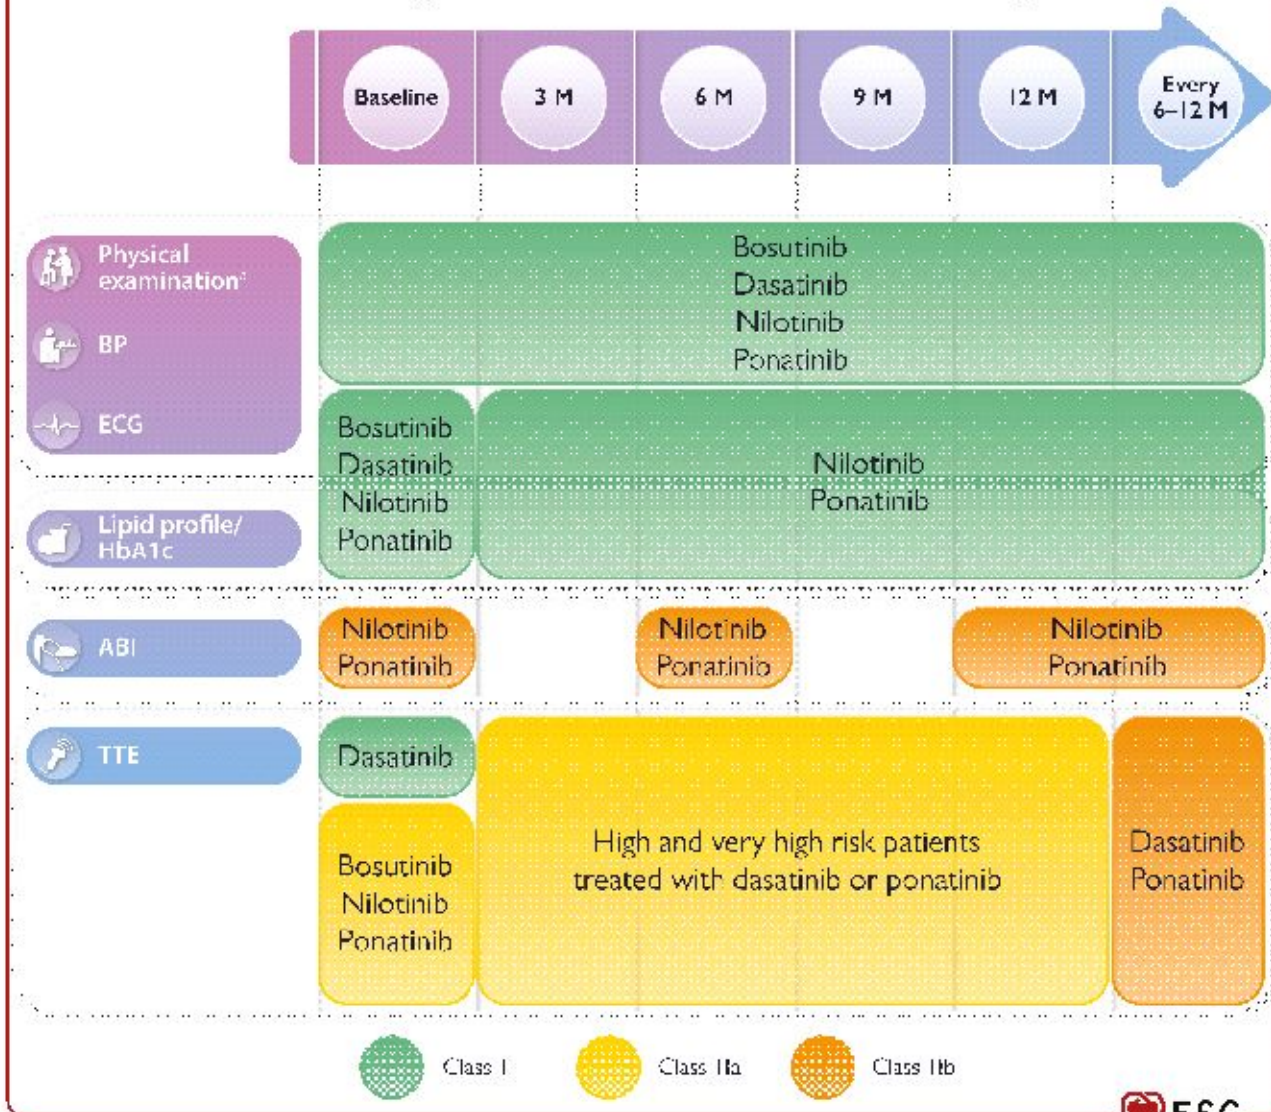 Baseline
3 M
6 M
9 M
12 M
Every
6–12 M
Physical
examinationᵃ
BP
ECG
Bosutinib
Dasatinib
Nilotinib
Ponatinib
Bosutinib
Dasatinib
Nilotinib
Ponatinib
Nilotinib
Ponatinib
Lipid profile/
HbA1c
ABI
Nilotinib
Ponatinib
Nilotinib
Ponatinib
Nilotinib
Ponatinib
TTE
Dasatinib
Bosutinib
Nilotinib
Ponatinib
High and very high risk patients
treated with dasatinib or ponatinib
Dasatinib
Ponatinib
Class I
Class IIa
Class IIb
ESC